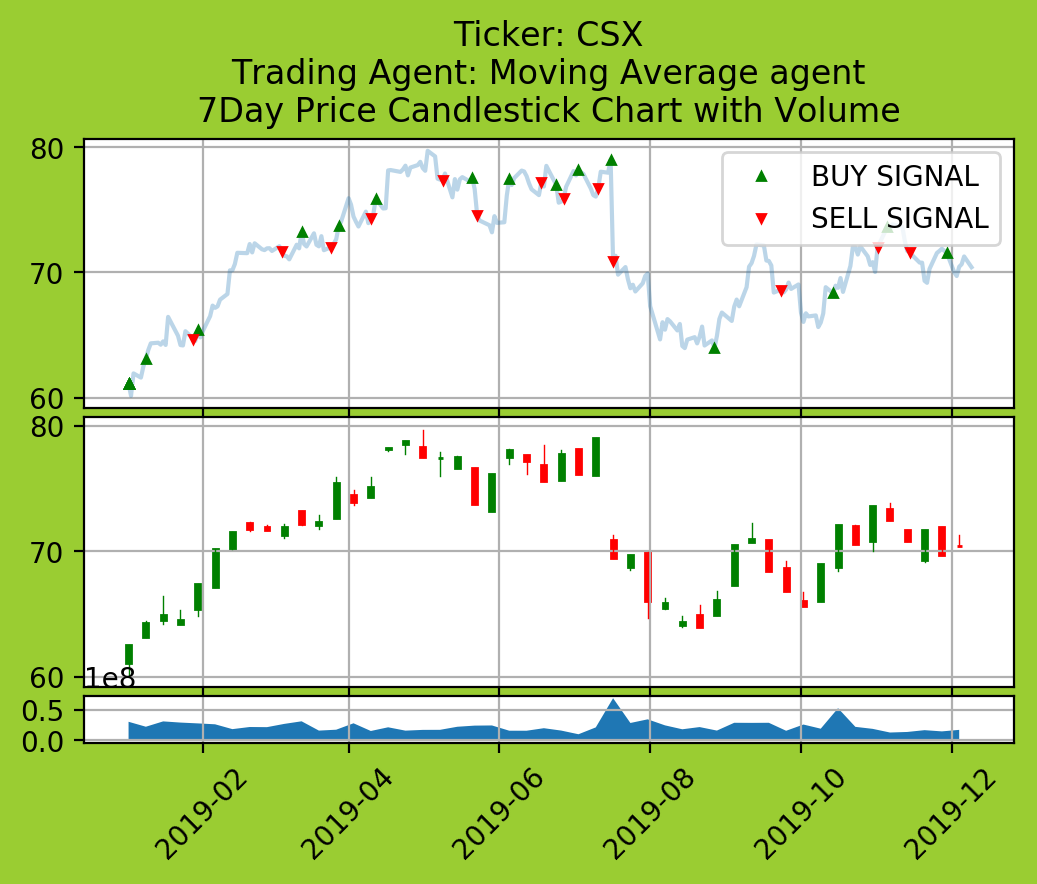 Ticker: CSX
Trading Agent: Moving Average agent
7Day Price Candlestick Chart with Volume
80
70
60
BUY SIGNAL
SELL SIGNAL
80
70
60
1e8
0.5
0.0
2019-02
2019-04
2019-06
2019-08
2019-10
2019-12